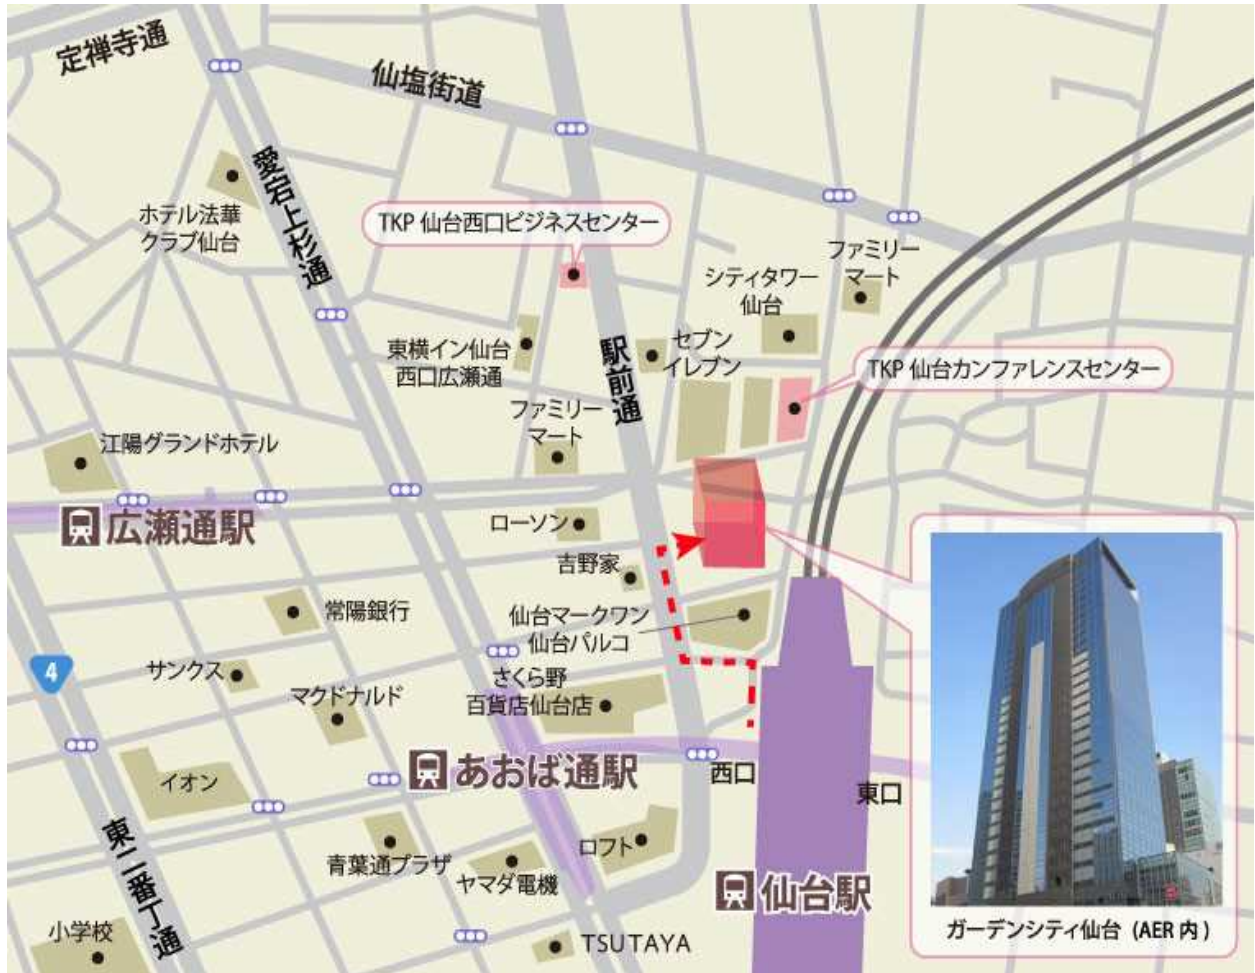 定禅寺通
仙塩街道
愛宕上杉通
ホテル法華
クラブ仙台
TKP 仙台西口ビジネスセンター
ファミリー
マート
シティタワー
仙台
東横イン仙台
西口広瀬通
駅前通
セブン
イレブン
TKP 仙台カンファレンスセンター
ファミリー
マート
江陽グランドホテル
広瀬通駅
ローソン
吉野家
常陽銀行
仙台マークワン
仙台パルコ
4
サンクス
マクドナルド
さくら野
百貨店仙台店
イオン
あおば通駅
西口
東口
東二番丁通
青葉通プラザ
ヤマダ電機
ロフト
仙台駅
小学校
TSUTAYA
ガーデンシティ仙台 (AER 内 )